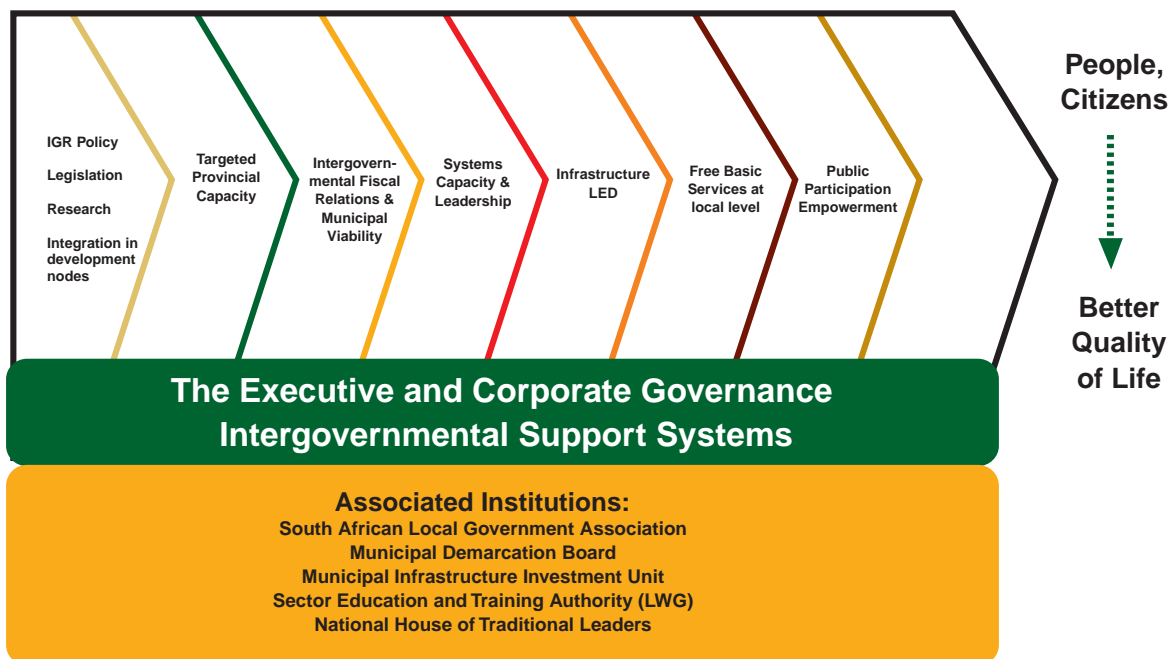 IGR Policy
Legislation
Research
Integration in
development
nodes
Targeted
Provincial
Capacity
Intergovern-
mental Fiscal
Relations &
Municipal
Viability
Systems
Capacity &
Leadership
Infrastructure
LED
Free Basic
Services at
local level
Public
Participation
Empowerment
People,
Citizens
Better
Quality
of Life
The Executive and Corporate Governance
Intergovernmental Support Systems
Associated Institutions:
South African Local Government Association
Municipal Demarcation Board
Municipal Infrastructure Investment Unit
Sector Education and Training Authority (LWG)
National House of Traditional Leaders